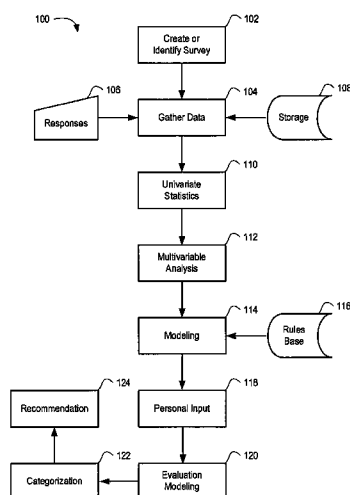 100
102
Create or
Identify Survey
106
Responses
104
Gather Data
108
Storage
110
Univariate
Statistics
112
Multivariable
Analysis
114
Modeling
116
Rules
Base
124
Recommendation
118
Personal Input
122
Categorization
120
Evaluation
Modeling